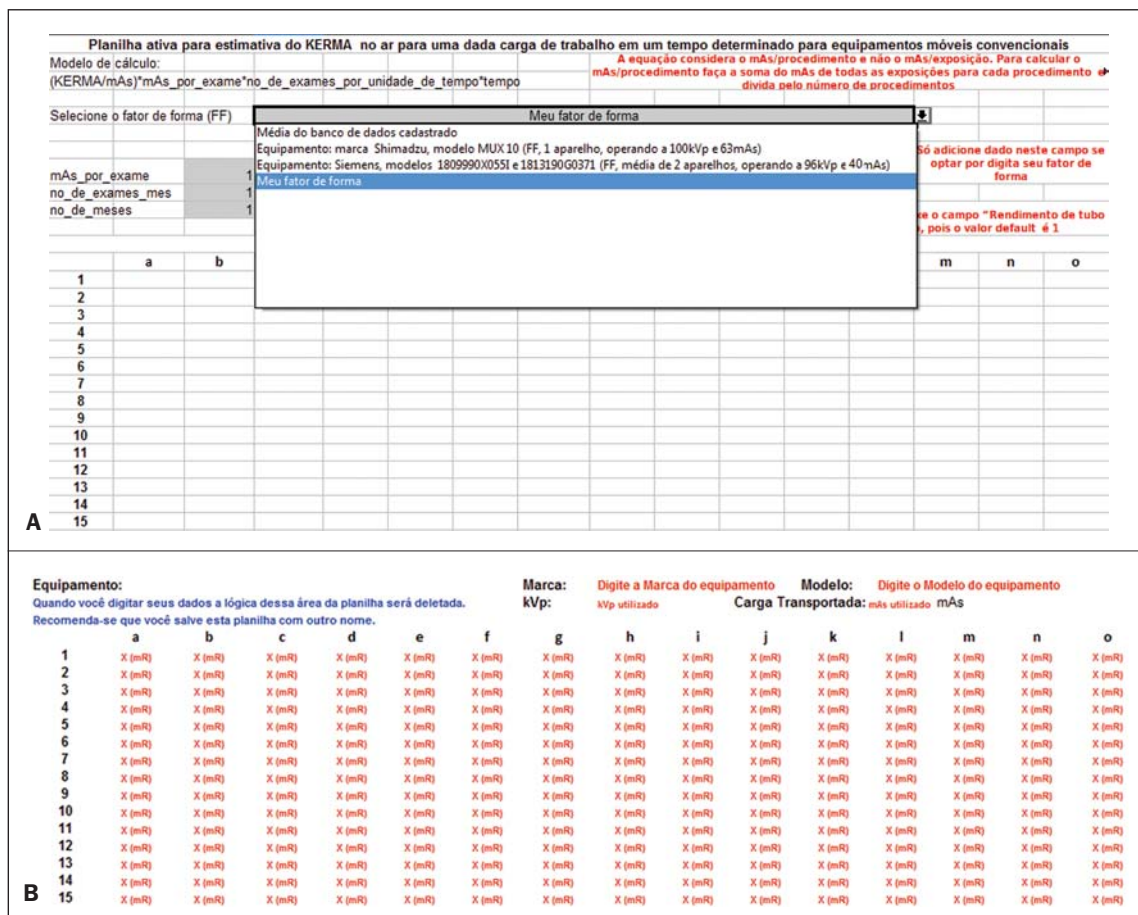 Planilha ativa para estimativa do KERMA no ar para uma dada carga de trabalho em um tempo determinado para equipamentos móveis convencionais
Modelo de cálculo:
(KERMA/mAs)*mAs_por_exame*no_de_exames_por_unidade_de_tempo*tempo
A equação considera o mAs/procedimento e não o mAs/exposição. Para calcular o
mAs/procedimento faça a soma do mAs de todas as exposições para cada procedimento e
divida pelo número de procedimentos
Selecione o fator de forma (FF)
Meu fator de forma
Média do banco de dados cadastrado
Equipamento: marca Shimadzu, modelo MUX 10 (FF, 1 aparelho, operando a 100kVp e 63mAs)
Equipamento: Siemens, modelos 1809990X055I e 1813190G0371 (FF, média de 2 aparelhos, operando a 96kVp e 40mAs)
Meu fator de forma
Só adicione dado neste campo se
optar por digita seu fator de
forma
mAs_por_exame 1
no_de_exames_mes 1
no_de_meses 1
xe o campo "Rendimento de tubo
, pois o valor default é 1
a b m n o
1
2
3
4
5
6
7
8
9
10
11
12
13
14
15
A
Equipamento: Marca: Digite a Marca do equipamento Modelo: Digite o Modelo do equipamento
Quando você digitar seus dados a lógica dessa área da planilha será deletada. kVp: kVp utilizado Carga Transportada: mAs utilizado mAs
Recomenda-se que você salve esta planilha com outro nome.
a b c d e f g h i j k l m n o
1 X (mR) X (mR) X (mR) X (mR) X (mR) X (mR) X (mR) X (mR) X (mR) X (mR) X (mR) X (mR) X (mR) X (mR) X (mR)
2 X (mR) X (mR) X (mR) X (mR) X (mR) X (mR) X (mR) X (mR) X (mR) X (mR) X (mR) X (mR) X (mR) X (mR) X (mR)
3 X (mR) X (mR) X (mR) X (mR) X (mR) X (mR) X (mR) X (mR) X (mR) X (mR) X (mR) X (mR) X (mR) X (mR) X (mR)
4 X (mR) X (mR) X (mR) X (mR) X (mR) X (mR) X (mR) X (mR) X (mR) X (mR) X (mR) X (mR) X (mR) X (mR) X (mR)
5 X (mR) X (mR) X (mR) X (mR) X (mR) X (mR) X (mR) X (mR) X (mR) X (mR) X (mR) X (mR) X (mR) X (mR) X (mR)
6 X (mR) X (mR) X (mR) X (mR) X (mR) X (mR) X (mR) X (mR) X (mR) X (mR) X (mR) X (mR) X (mR) X (mR) X (mR)
7 X (mR) X (mR) X (mR) X (mR) X (mR) X (mR) X (mR) X (mR) X (mR) X (mR) X (mR) X (mR) X (mR) X (mR) X (mR)
8 X (mR) X (mR) X (mR) X (mR) X (mR) X (mR) X (mR) X (mR) X (mR) X (mR) X (mR) X (mR) X (mR) X (mR) X (mR)
9 X (mR) X (mR) X (mR) X (mR) X (mR) X (mR) X (mR) X (mR) X (mR) X (mR) X (mR) X (mR) X (mR) X (mR) X (mR)
10 X (mR) X (mR) X (mR) X (mR) X (mR) X (mR) X (mR) X (mR) X (mR) X (mR) X (mR) X (mR) X (mR) X (mR) X (mR)
11 X (mR) X (mR) X (mR) X (mR) X (mR) X (mR) X (mR) X (mR) X (mR) X (mR) X (mR) X (mR) X (mR) X (mR) X (mR)
12 X (mR) X (mR) X (mR) X (mR) X (mR) X (mR) X (mR) X (mR) X (mR) X (mR) X (mR) X (mR) X (mR) X (mR) X (mR)
13 X (mR) X (mR) X (mR) X (mR) X (mR) X (mR) X (mR) X (mR) X (mR) X (mR) X (mR) X (mR) X (mR) X (mR) X (mR)
14 X (mR) X (mR) X (mR) X (mR) X (mR) X (mR) X (mR) X (mR) X (mR) X (mR) X (mR) X (mR) X (mR) X (mR) X (mR)
15 X (mR) X (mR) X (mR) X (mR) X (mR) X (mR) X (mR) X (mR) X (mR) X (mR) X (mR) X (mR) X (mR) X (mR) X (mR)
B